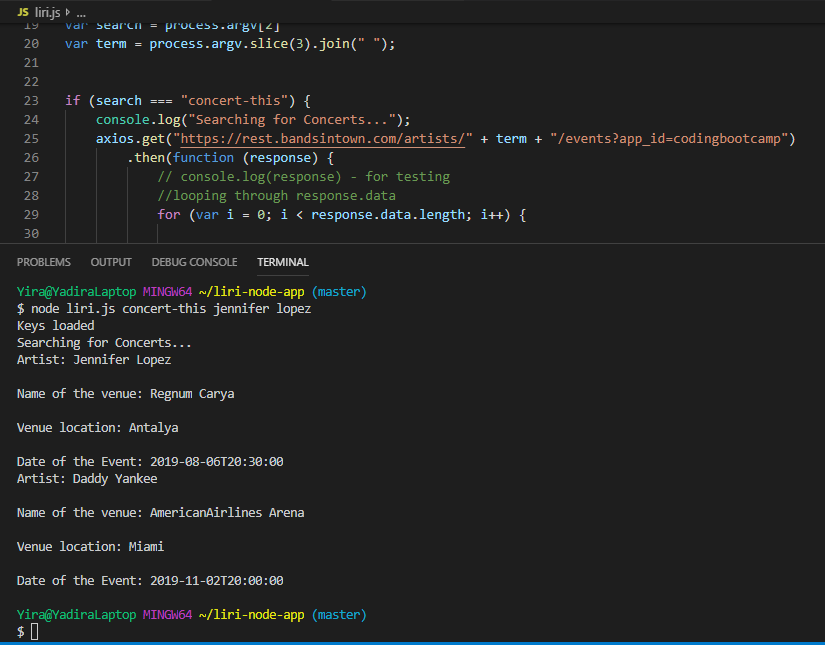 JS liri.js > ...
19 var search = process.argv[2]
20 var term = process.argv.slice(3).join(" ");
21
22
23 if (search === "concert-this") {
24 console.log("Searching for Concerts...");
25 axios.get("https://rest.bandsintown.com/artists/" + term + "/events?app_id=codingbootcamp")
26 .then(function (response) {
27 // console.log(response) - for testing
28 //looping through response.data
29 for (var i = 0; i < response.data.length; i++) {
30
PROBLEMS OUTPUT DEBUG CONSOLE TERMINAL
Yira@YadiraLaptop MINGW64 ~/liri-node-app (master)
$ node liri.js concert-this jennifer lopez
Keys loaded
Searching for Concerts...
Artist: Jennifer Lopez
Name of the venue: Regnum Carya
Venue location: Antalya
Date of the Event: 2019-08-06T20:30:00
Artist: Daddy Yankee
Name of the venue: AmericanAirlines Arena
Venue location: Miami
Date of the Event: 2019-11-02T20:00:00
Yira@YadiraLaptop MINGW64 ~/liri-node-app (master)
$